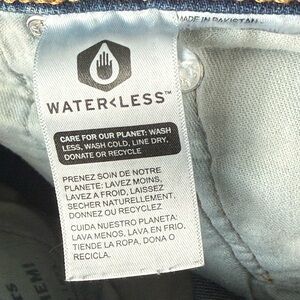 MADE IN PAKISTAN
WATER<LESS™
CARE FOR OUR PLANET: WASH
LESS, WASH COLD, LINE DRY,
DONATE OR RECYCLE
PRENEZ SOIN DE NOTRE
PLANETE: LAVEZ MOINS,
LAVEZ A FROID, LAISSEZ
SECHER NATURELLEMENT,
DONNEZ OU RECYCLEZ
CUIDA NUESTRO PLANETA:
LAVA MENOS, LAVA EN FRIO,
TIENDE LA ROPA, DONA O
RECICLA.